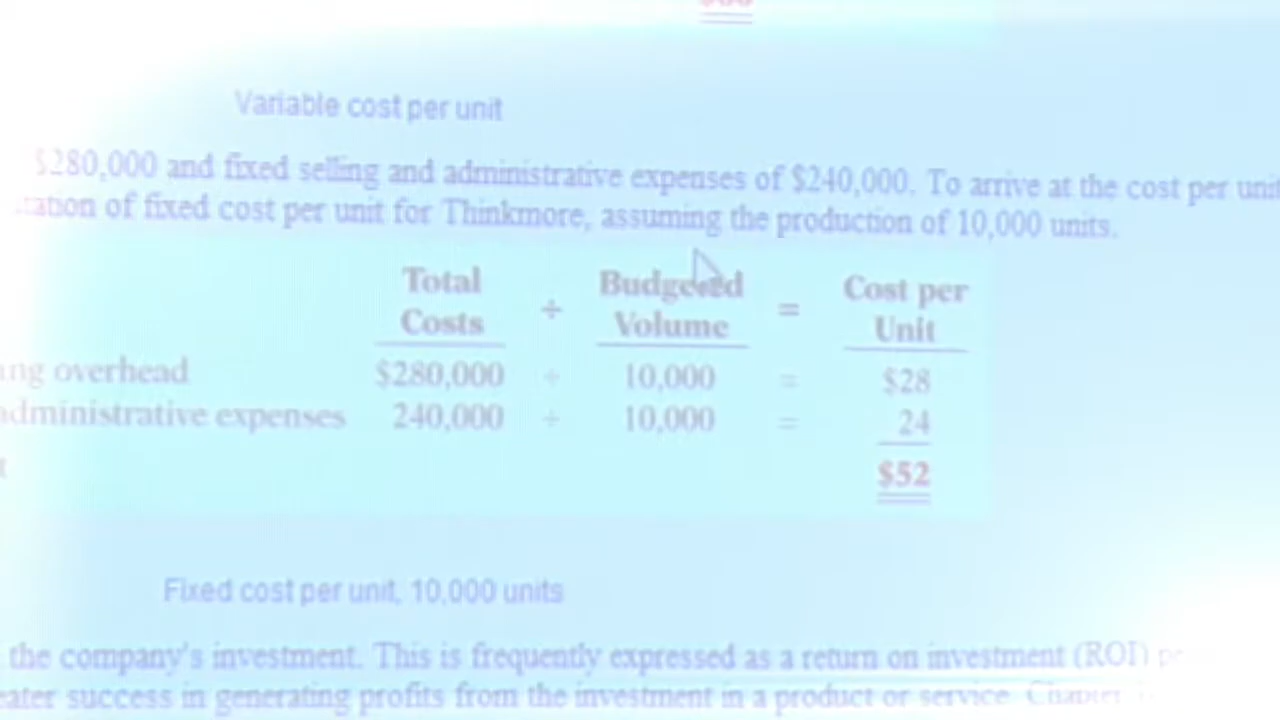 Variable cost per unit
$280,000 and fixed selling and administrative expenses of $240,000. To arrive at the cost per unit
of fixed cost per unit for Thinkmore, assuming the production of 10,000 units.
Total Costs ÷ Budgeted Volume = Cost per Unit
overhead $280,000 ÷ 10,000 = $28
administrative expenses 240,000 ÷ 10,000 = 24
$52
Fixed cost per unit, 10,000 units
the company's investment. This is frequently expressed as a return on investment (ROI)
success in generating profits from the investment in a product or service. Chapter